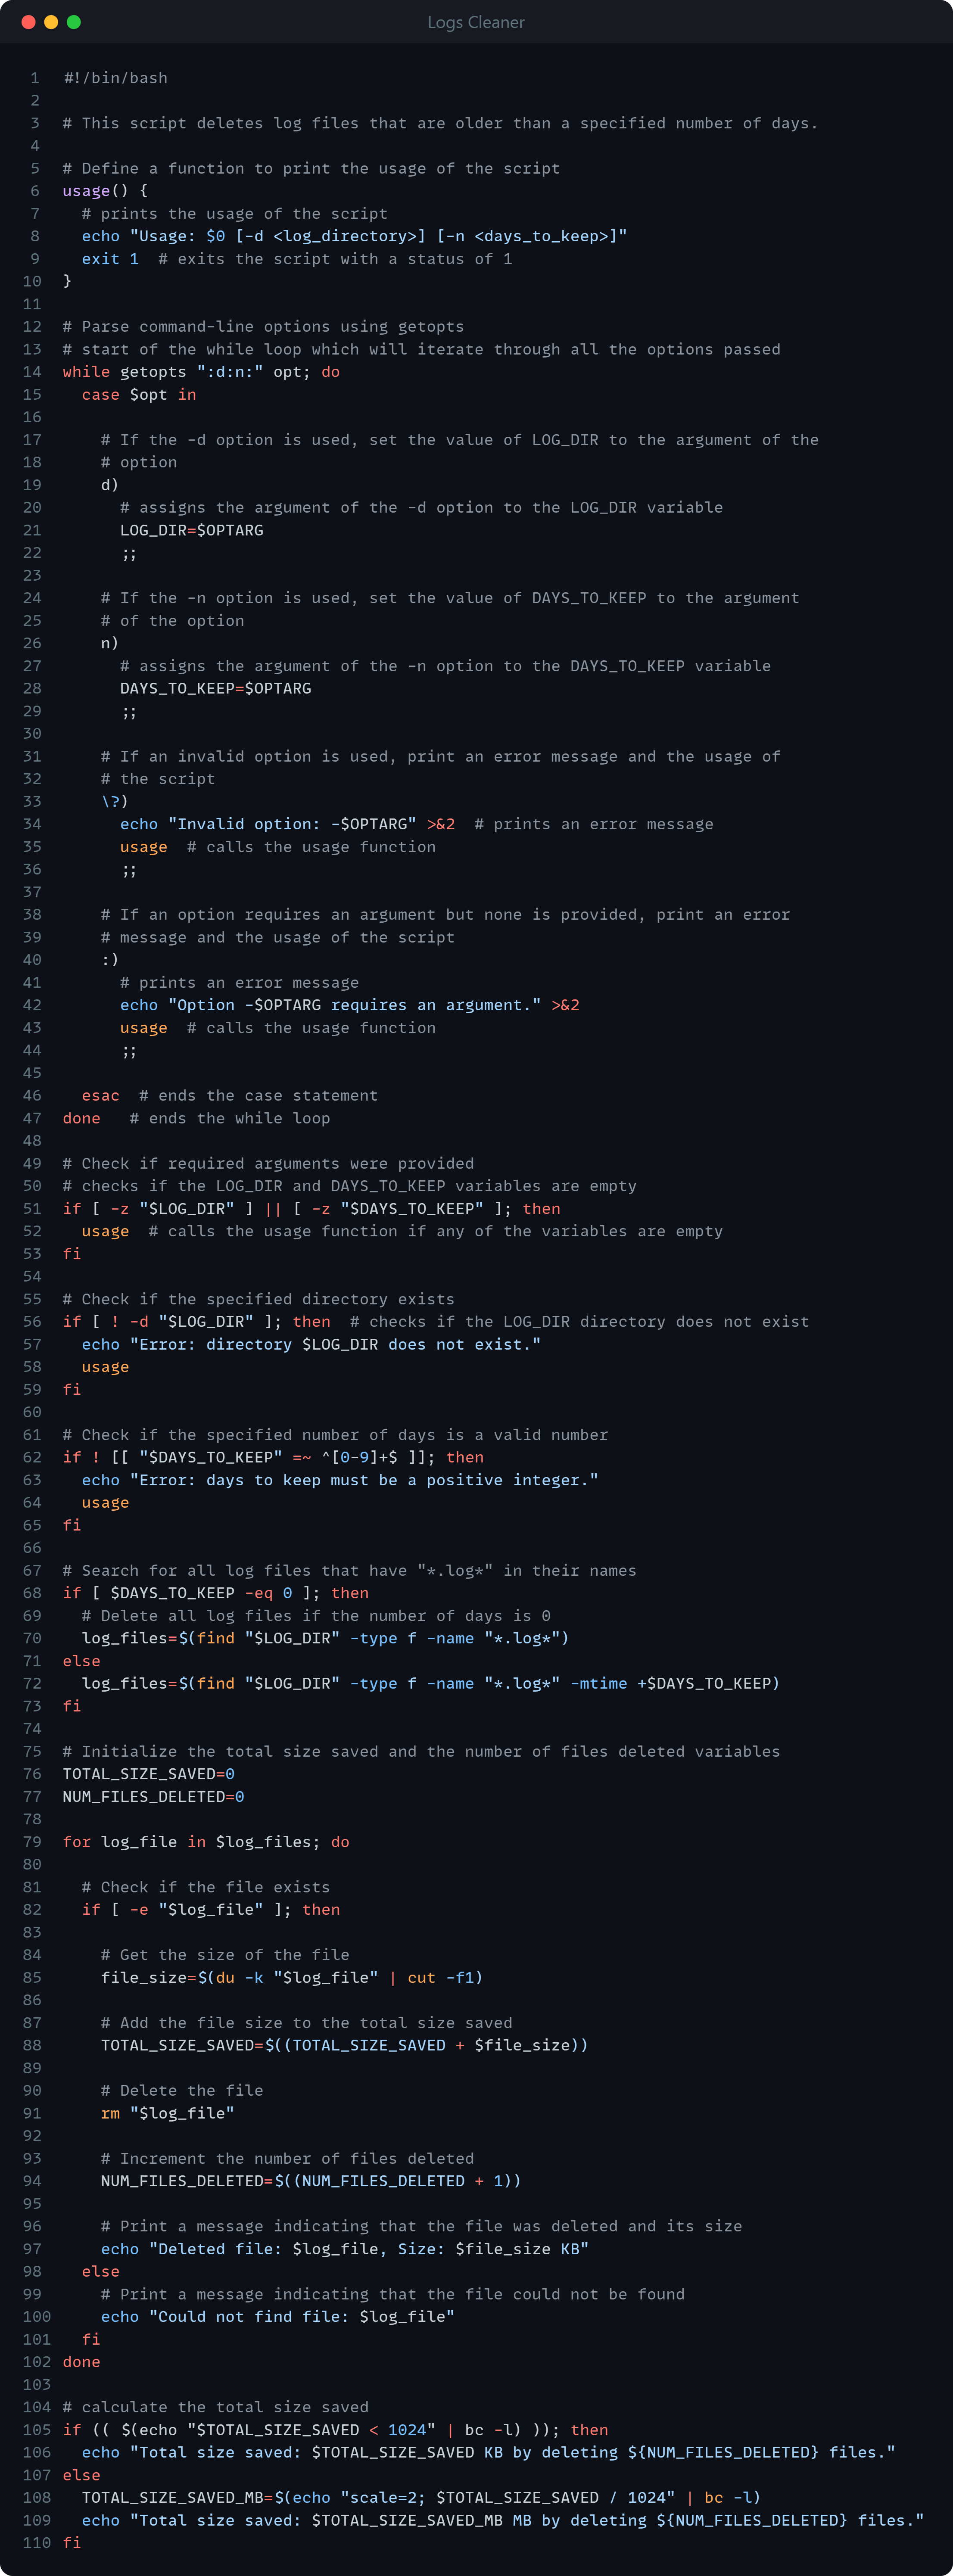 Logs Cleaner
1 #!/bin/bash
2
3 # This script deletes log files that are older than a specified number of days.
4
5 # Define a function to print the usage of the script
6 usage() {
7   # prints the usage of the script
8   echo "Usage: $0 [-d <log_directory>] [-n <days_to_keep>]"
9   exit 1  # exits the script with a status of 1
10 }
11
12 # Parse command-line options using getopts
13 # start of the while loop which will iterate through all the options passed
14 while getopts ":d:n:" opt; do
15   case $opt in
16
17     # If the -d option is used, set the value of LOG_DIR to the argument of the
18     # option
19     d)
20       # assigns the argument of the -d option to the LOG_DIR variable
21       LOG_DIR=$OPTARG
22       ;;
23
24     # If the -n option is used, set the value of DAYS_TO_KEEP to the argument
25     # of the option
26     n)
27       # assigns the argument of the -n option to the DAYS_TO_KEEP variable
28       DAYS_TO_KEEP=$OPTARG
29       ;;
30
31     # If an invalid option is used, print an error message and the usage of
32     # the script
33     \?)
34       echo "Invalid option: -$OPTARG" >&2  # prints an error message
35       usage  # calls the usage function
36       ;;
37
38     # If an option requires an argument but none is provided, print an error
39     # message and the usage of the script
40     :)
41       # prints an error message
42       echo "Option -$OPTARG requires an argument." >&2
43       usage  # calls the usage function
44       ;;
45
46   esac  # ends the case statement
47 done   # ends the while loop
48
49 # Check if required arguments were provided
50 # checks if the LOG_DIR and DAYS_TO_KEEP variables are empty
51 if [ -z "$LOG_DIR" ] || [ -z "$DAYS_TO_KEEP" ]; then
52   usage  # calls the usage function if any of the variables are empty
53 fi
54
55 # Check if the specified directory exists
56 if [ ! -d "$LOG_DIR" ]; then  # checks if the LOG_DIR directory does not exist
57   echo "Error: directory $LOG_DIR does not exist."
58   usage
59 fi
60
61 # Check if the specified number of days is a valid number
62 if ! [[ "$DAYS_TO_KEEP" =~ ^[0-9]+$ ]]; then
63   echo "Error: days to keep must be a positive integer."
64   usage
65 fi
66
67 # Search for all log files that have "*.log*" in their names
68 if [ $DAYS_TO_KEEP -eq 0 ]; then
69   # Delete all log files if the number of days is 0
70   log_files=$(find "$LOG_DIR" -type f -name "*.log*")
71 else
72   log_files=$(find "$LOG_DIR" -type f -name "*.log*" -mtime +$DAYS_TO_KEEP)
73 fi
74
75 # Initialize the total size saved and the number of files deleted variables
76 TOTAL_SIZE_SAVED=0
77 NUM_FILES_DELETED=0
78
79 for log_file in $log_files; do
80
81   # Check if the file exists
82   if [ -e "$log_file" ]; then
83
84     # Get the size of the file
85     file_size=$(du -k "$log_file" | cut -f1)
86
87     # Add the file size to the total size saved
88     TOTAL_SIZE_SAVED=$((TOTAL_SIZE_SAVED + $file_size))
89
90     # Delete the file
91     rm "$log_file"
92
93     # Increment the number of files deleted
94     NUM_FILES_DELETED=$((NUM_FILES_DELETED + 1))
95
96     # Print a message indicating that the file was deleted and its size
97     echo "Deleted file: $log_file, Size: $file_size KB"
98   else
99     # Print a message indicating that the file could not be found
100     echo "Could not find file: $log_file"
101   fi
102 done
103
104 # calculate the total size saved
105 if (( $(echo "$TOTAL_SIZE_SAVED < 1024" | bc -l) )); then
106   echo "Total size saved: $TOTAL_SIZE_SAVED KB by deleting ${NUM_FILES_DELETED} files."
107 else
108   TOTAL_SIZE_SAVED_MB=$(echo "scale=2; $TOTAL_SIZE_SAVED / 1024" | bc -l)
109   echo "Total size saved: $TOTAL_SIZE_SAVED_MB MB by deleting ${NUM_FILES_DELETED} files."
110 fi